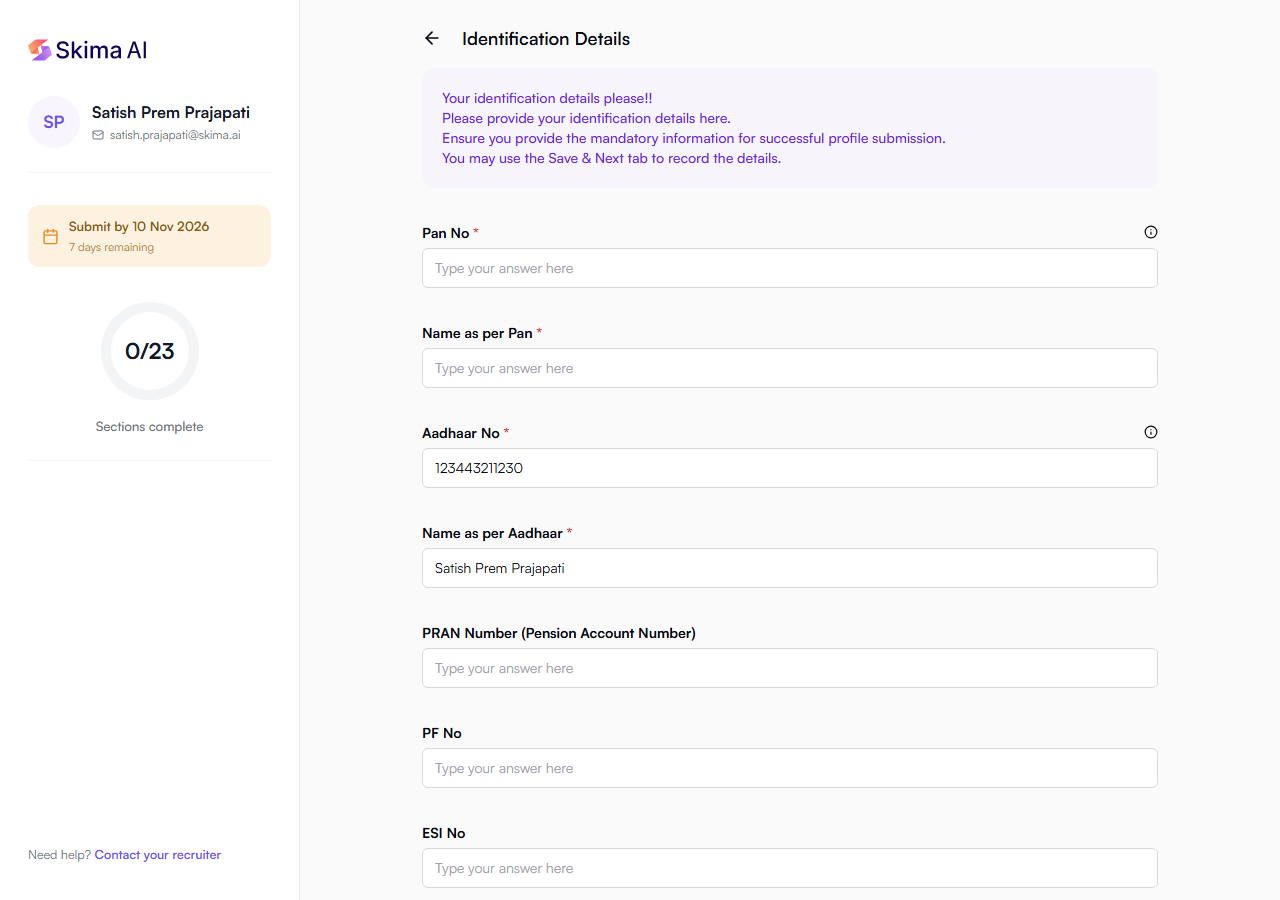 Skima AI
SP
Satish Prem Prajapati
satish.prajapati@skima.ai
Submit by 10 Nov 2026
7 days remaining
0/23
Sections complete
Need help? Contact your recruiter
Identification Details
Your identification details please!!
Please provide your identification details here.
Ensure you provide the mandatory information for successful profile submission.
You may use the Save & Next tab to record the details.
Pan No *
Type your answer here
Name as per Pan *
Type your answer here
Aadhaar No *
123443211230
Name as per Aadhaar *
Satish Prem Prajapati
PRAN Number (Pension Account Number)
Type your answer here
PF No
Type your answer here
ESI No
Type your answer here